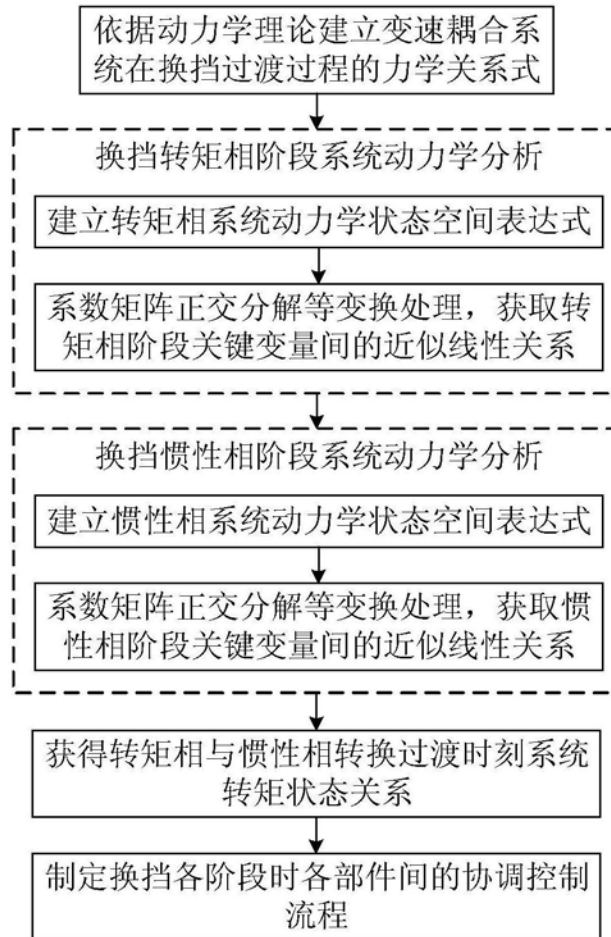 依据动力学理论建立变速耦合系
统在换挡过渡过程的力学关系式
换挡转矩相阶段系统动力学分析
建立转矩相系统动力学状态空间表达式
系数矩阵正交分解等变换处理，获取转
矩相阶段关键变量间的近似线性关系
换挡惯性相阶段系统动力学分析
建立惯性相系统动力学状态空间表达式
系数矩阵正交分解等变换处理，获取惯
性相阶段关键变量间的近似线性关系
获得转矩相与惯性相转换过渡时刻系统
转矩状态关系
制定换挡各阶段时各部件间的协调控制
流程